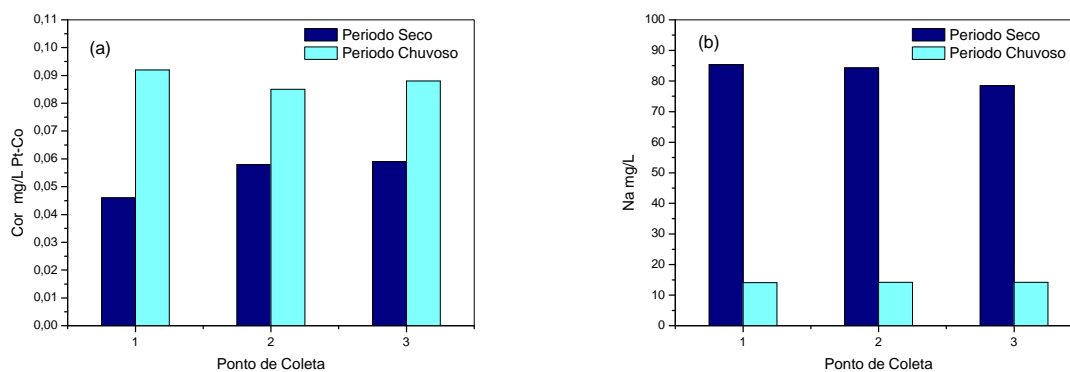 0,11
0,10
0,09
0,08
0,07
0,06
0,05
0,04
0,03
0,02
0,01
0,00
Cor mg/L Pt-Co
(a)
Periodo Seco
Periodo Chuvoso
1
2
3
Ponto de Coleta
100
90
80
70
60
50
40
30
20
10
0
Na mg/L
(b)
Periodo Seco
Periodo Chuvoso
1
2
3
Ponto de Coleta